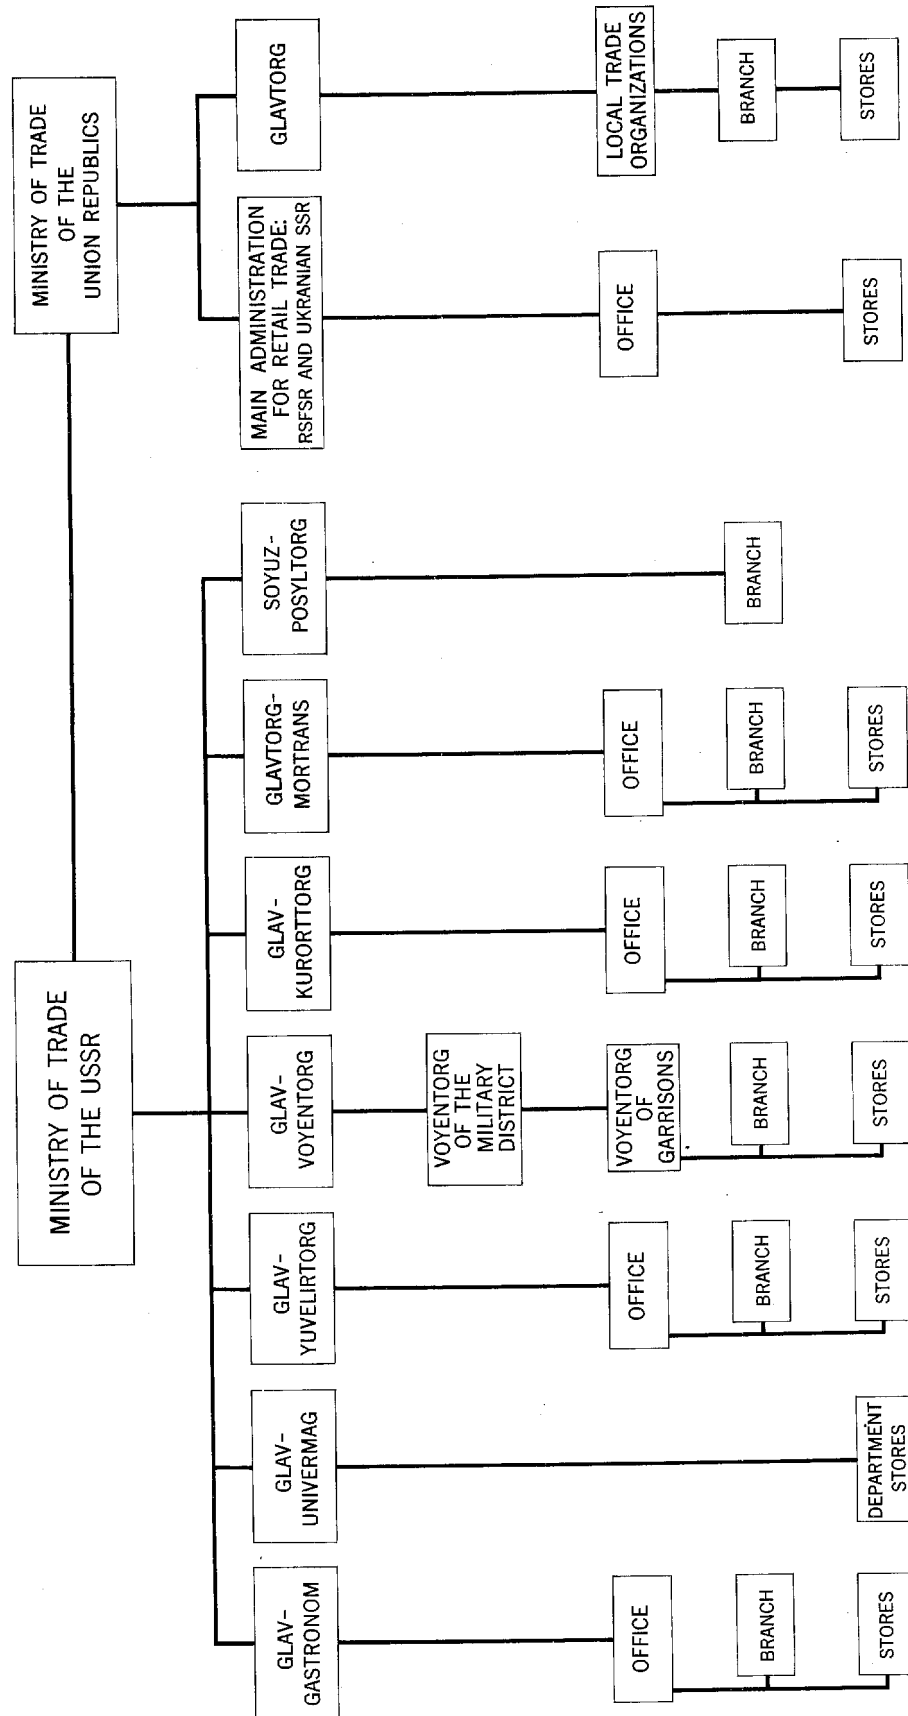 MINISTRY OF TRADE
OF THE USSR
MINISTRY OF TRADE
OF THE
UNION REPUBLICS
GLAV-
GASTRONOM
GLAV-
UNIVERMAG
GLAV-
YUVELIRTORG
GLAV-
VOYENTORG
GLAV-
KURORTTORG
GLAVTORG-
MORTRANS
SOYUZ-
POSYLTORG
MAIN ADMINISTRATION
FOR RETAIL TRADE:
RSFSR AND UKRANIAN SSR
GLAVTORG
VOYENTORG
OF THE
MILITARY
DISTRICT
OFFICE
OFFICE
VOYENTORG
OF
GARRISONS
OFFICE
OFFICE
OFFICE
LOCAL TRADE
ORGANIZATIONS
BRANCH
BRANCH
BRANCH
BRANCH
BRANCH
BRANCH
BRANCH
STORES
DEPARTMENT
STORES
STORES
STORES
STORES
STORES
STORES
STORES